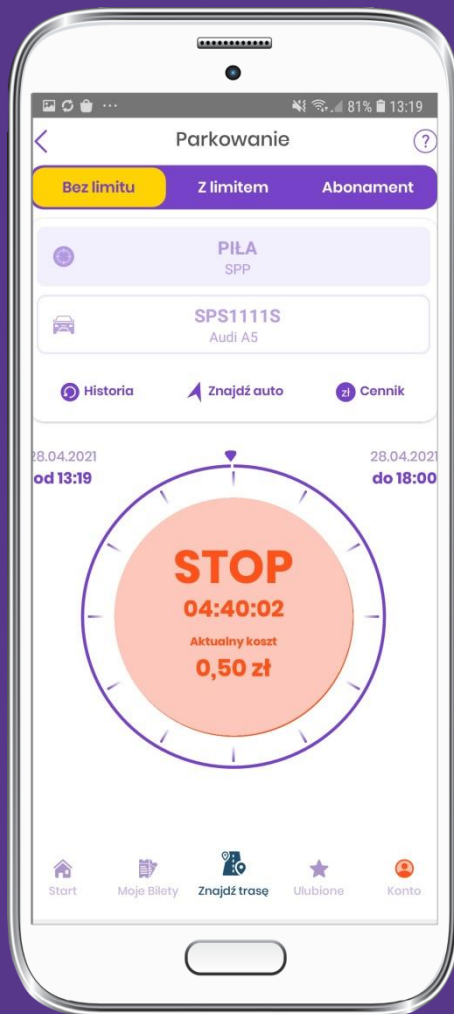 81% 13:19
Parkowanie
?
Bez limitu
Z limitem
Abonament
PIŁA
SPP
SPS1111S
Audi A5
Historia
Znajdź auto
zł
Cennik
28.04.2021
od 13:19
28.04.2021
do 18:00
STOP
04:40:02
Aktualny koszt
0,50 zł
Start
Moje Bilety
Znajdź trasę
Ulubione
Konto